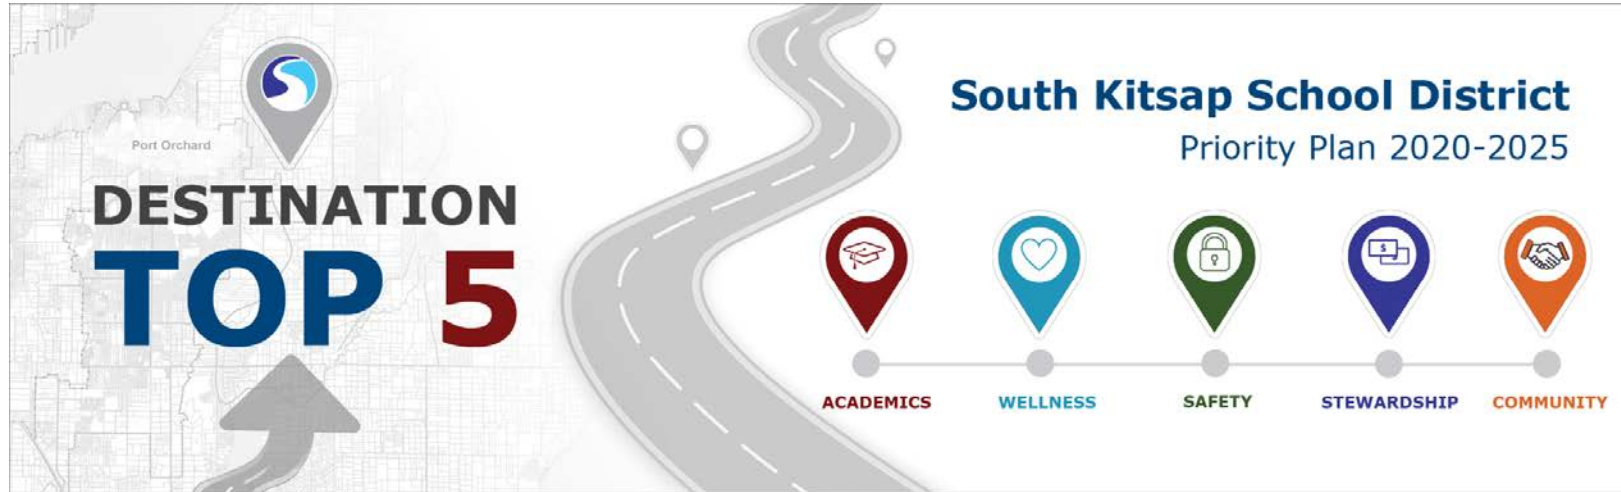 Port Orchard
DESTINATION
TOP 5
South Kitsap School District
Priority Plan 2020-2025
$
ACADEMICS
WELLNESS
SAFETY
STEWARDSHIP
COMMUNITY